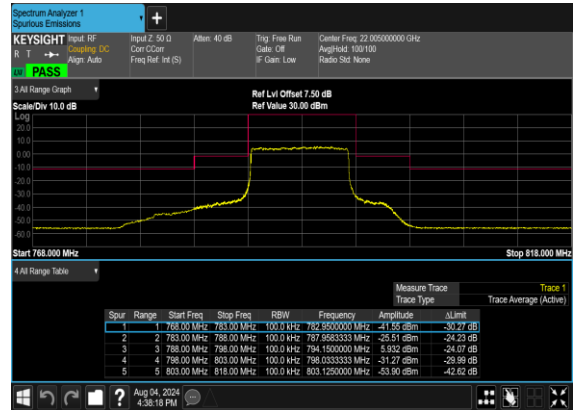 Spectrum Analyzer 1
Spurious Emissions
KEYSIGHT
R T
Input: RF
Coupling: DC
Align: Auto
Input Z: 50 Ω
Corr CCorr
Freq Ref: Int (S)
Atten: 40 dB
Trig: Free Run
Gate: Off
IF Gain: Low
Center Freq: 22.005000000 GHz
Avg|Hold: 100/100
Radio Std: None
LW PASS
3 All Range Graph
Ref Lvl Offset 7.50 dB
Scale/Div 10.0 dB
Ref Value 30.00 dBm
Log
20.0
10.0
0.00
-10.0
-20.0
-30.0
-40.0
-50.0
-60.0
Start 768.000 MHz
Stop 818.000 MHz
4 All Range Table
Measure Trace Trace 1
Trace Type Trace Average (Active)
Spur Range Start Freq Stop Freq RBW Frequency Amplitude ΔLimit
1 1 768.00 MHz 783.00 MHz 100.0 kHz 782.9500000 MHz -41.55 dBm -30.27 dB
2 2 783.00 MHz 788.00 MHz 100.0 kHz 787.9583333 MHz -25.51 dBm -24.23 dB
3 3 788.00 MHz 798.00 MHz 100.0 kHz 794.1500000 MHz 5.932 dBm -24.07 dB
4 4 798.00 MHz 803.00 MHz 100.0 kHz 798.0333333 MHz -31.27 dBm -29.99 dB
5 5 803.00 MHz 818.00 MHz 100.0 kHz 803.1250000 MHz -53.90 dBm -42.62 dB
?
Aug 04, 2024
4:38:18 PM